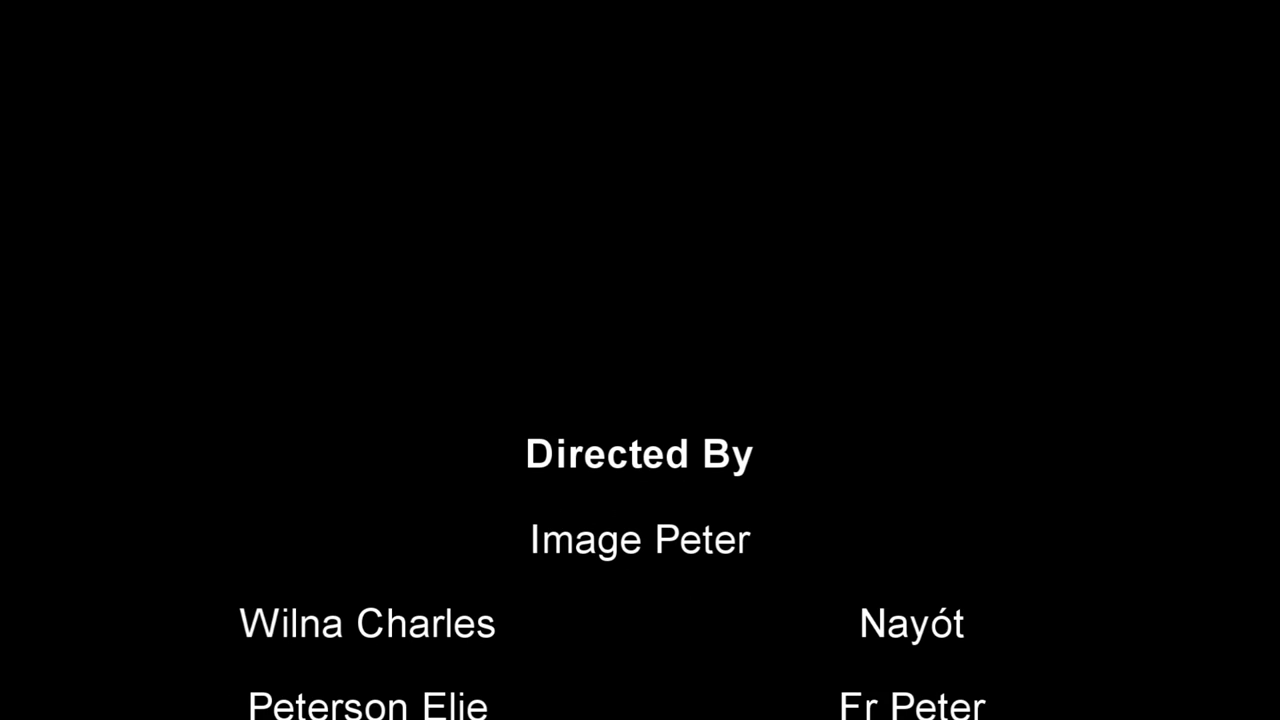 Directed By
Image Peter
Wilna Charles Nayót
Peterson Elie Fr Peter